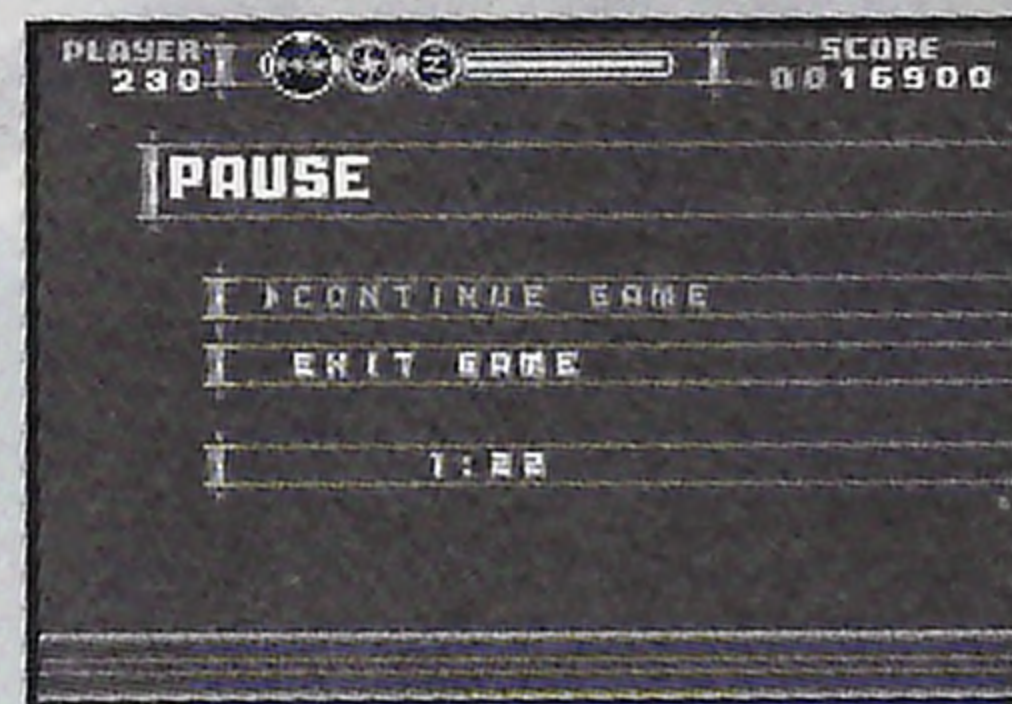 PLAYER
230
SCORE
0016900
PAUSE
CONTINUE GAME
EXIT GAME
1:22